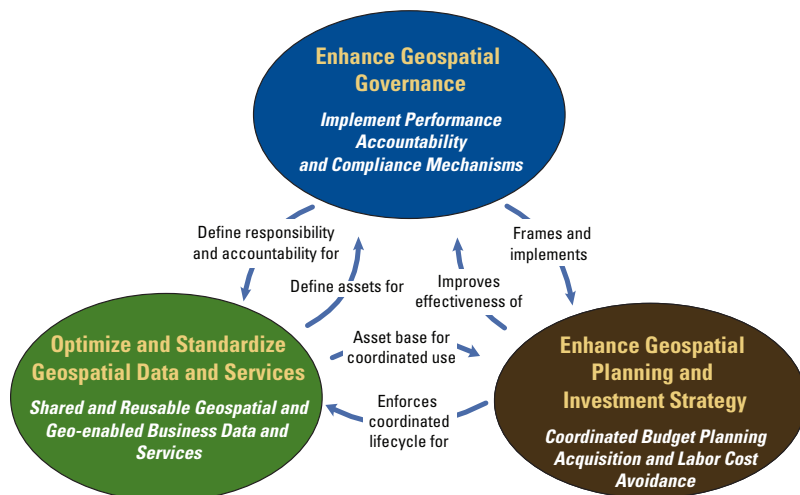 Enhance Geospatial
Governance
Implement Performance
Accountability
and Compliance Mechanisms
Define responsibility
and accountability for
Frames and
implements
Define assets for
Improves
effectiveness of
Optimize and Standardize
Geospatial Data and Services
Shared and Reusable Geospatial and
Geo-enabled Business Data and
Services
Asset base for
coordinated use
Enforces
coordinated
lifecycle for
Enhance Geospatial
Planning and
Investment Strategy
Coordinated Budget Planning
Acquisition and Labor Cost
Avoidance